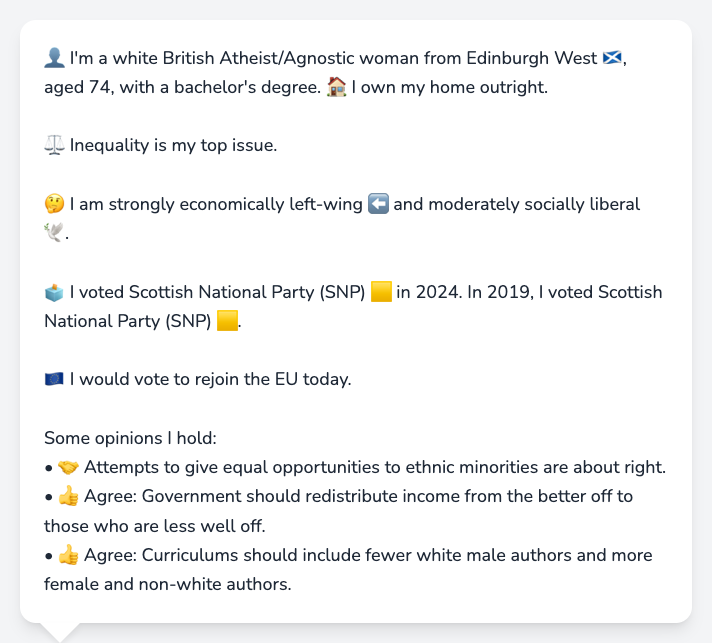 👤 I'm a white British Atheist/Agnostic woman from Edinburgh West 🏴󠁧󠁢󠁳󠁣󠁴󠁿,
aged 74, with a bachelor's degree. 🏠 I own my home outright.
⚖️ Inequality is my top issue.
🤔 I am strongly economically left-wing ⬅️ and moderately socially liberal
🕊️.
🗳️ I voted Scottish National Party (SNP) 🟨 in 2024. In 2019, I voted Scottish
National Party (SNP) 🟨.
🇪🇺 I would vote to rejoin the EU today.
Some opinions I hold:
• 🤝 Attempts to give equal opportunities to ethnic minorities are about right.
• 👍 Agree: Government should redistribute income from the better off to
those who are less well off.
• 👍 Agree: Curriculums should include fewer white male authors and more
female and non-white authors.